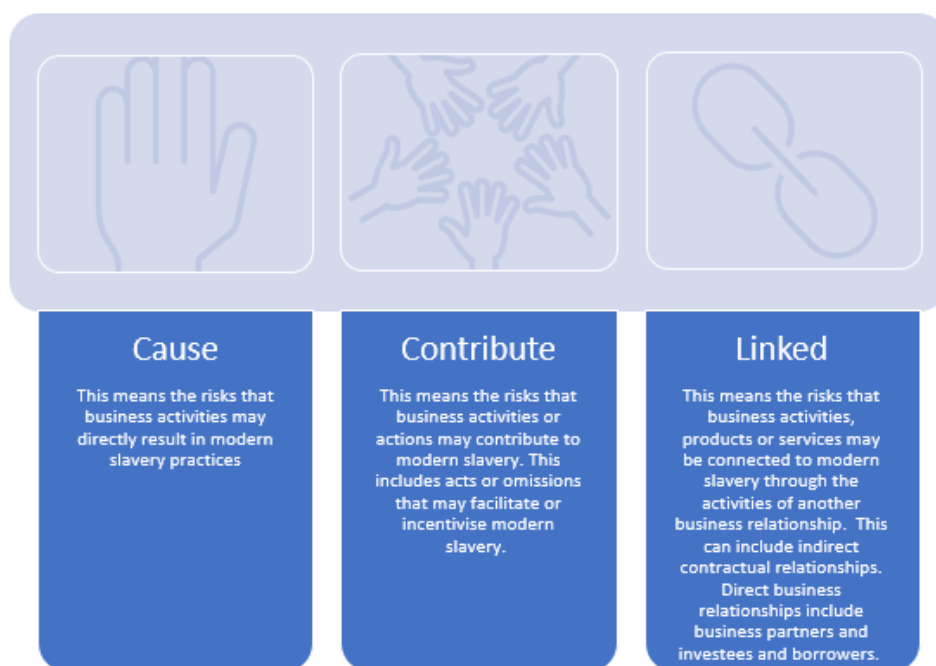 Cause
This means the risks that
business activities may
directly result in modern
slavery practices
Contribute
This means the risks that
business activities or
actions may contribute to
modern slavery. This
includes acts or omissions
that may facilitate or
incentivise modern
slavery.
Linked
This means the risks that
business activities,
products or services may
be connected to modern
slavery through the
activities of another
business relationship.  This
can include indirect
contractual relationships.
Direct business
relationships include
business partners and
investees and borrowers.